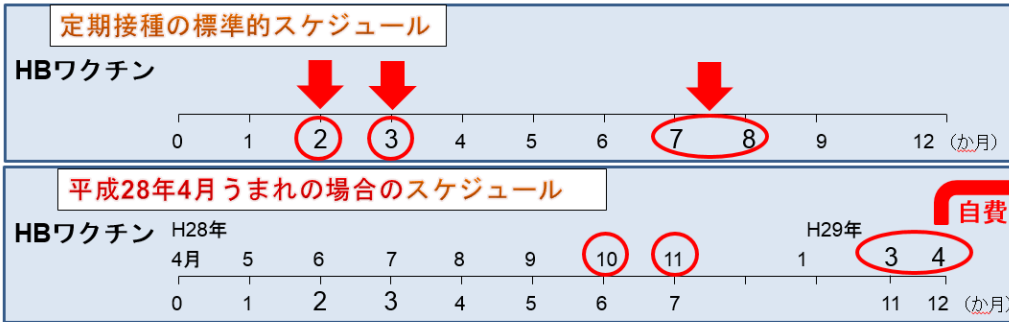 定期接種の標準的スケジュール
HBワクチン
0 1 2 3 4 5 6 7 8 9 12 (か月)
平成28年4月うまれの場合のスケジュール
自費
HBワクチン H28年 H29年
4月 5 6 7 8 9 10 11 1 3 4
0 1 2 3 4 5 6 7 11 12 (か月)